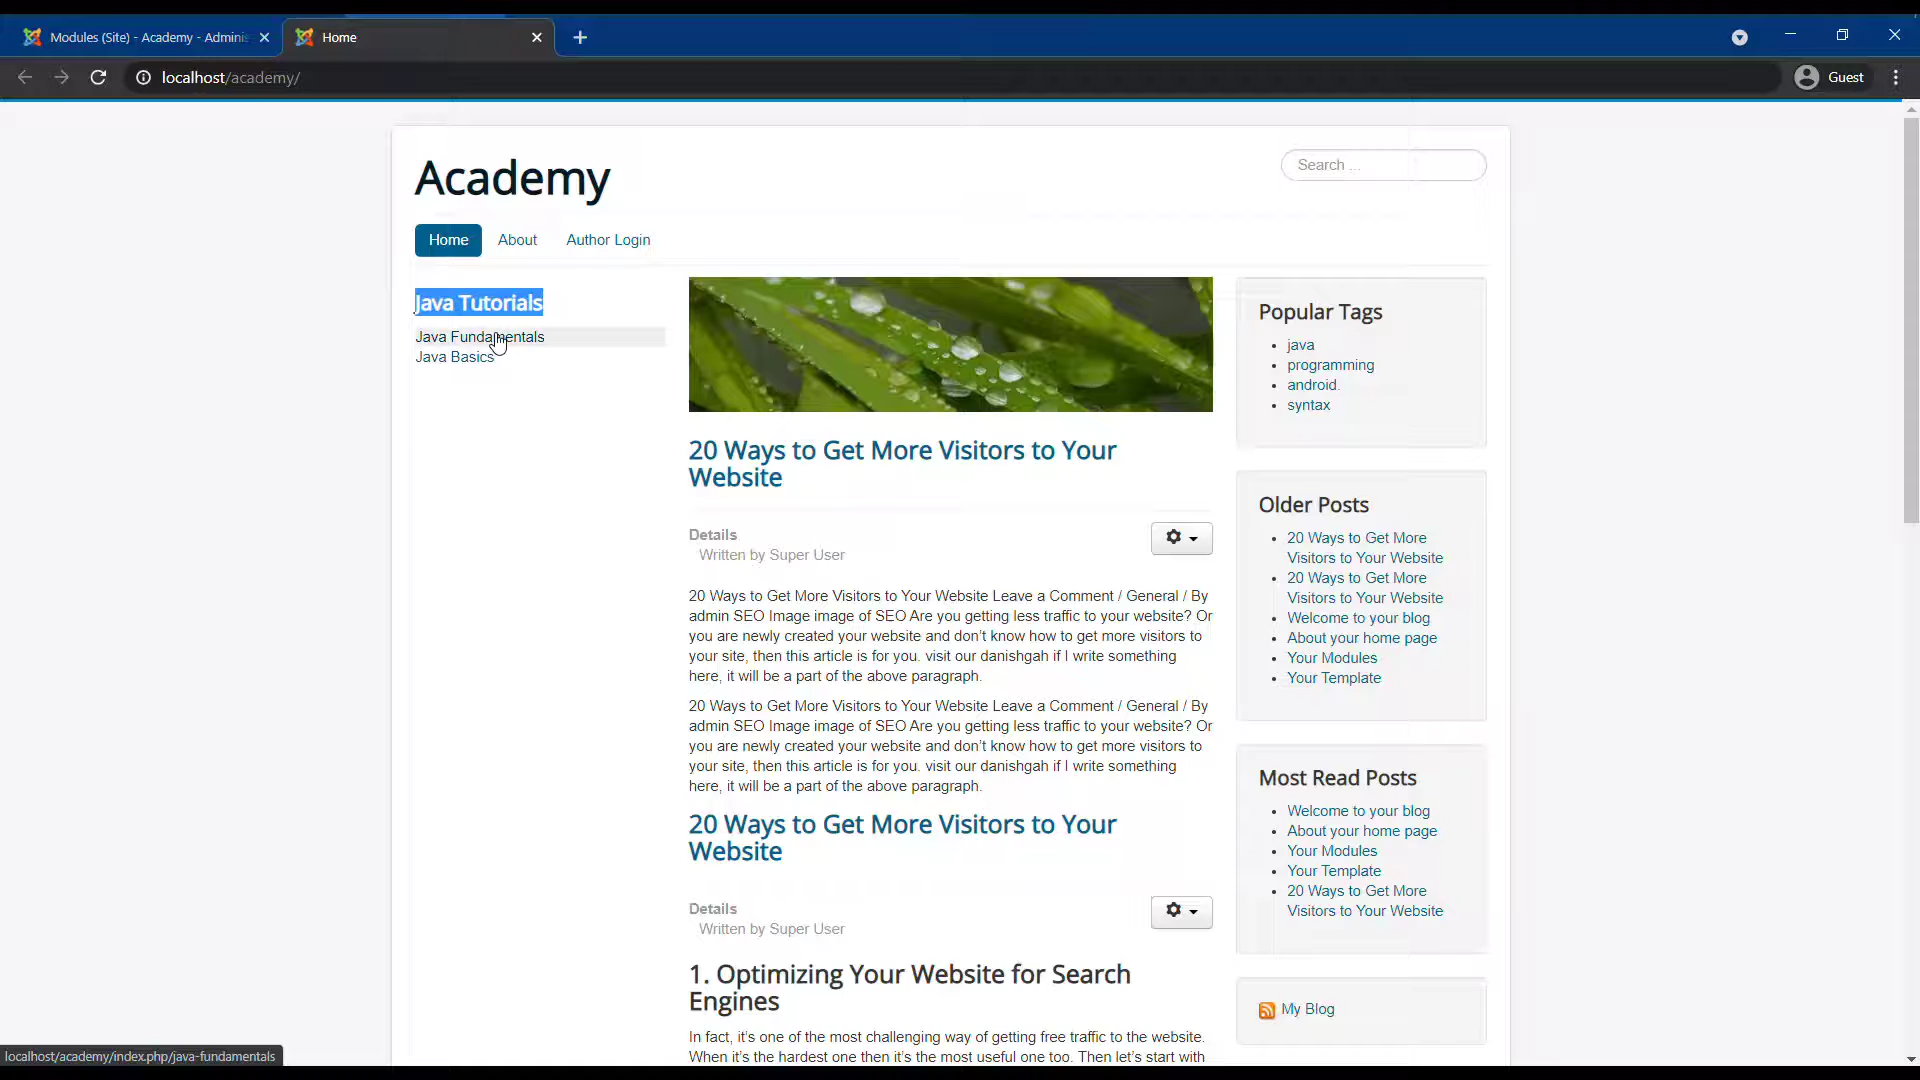 Modules (Site) - Academy - Admini
Home
localhost/academy/
Guest
Academy
Search ...
Home
About
Author Login
Java Tutorials
Java Fundamentals
Java Basics
20 Ways to Get More Visitors to Your
Website
Details
Written by Super User
20 Ways to Get More Visitors to Your Website Leave a Comment / General / By
admin SEO Image image of SEO Are you getting less traffic to your website? Or
you are newly created your website and don't know how to get more visitors to
your site, then this article is for you. visit our danishgah if I write something
here, it will be a part of the above paragraph.
20 Ways to Get More Visitors to Your Website Leave a Comment / General / By
admin SEO Image image of SEO Are you getting less traffic to your website? Or
you are newly created your website and don't know how to get more visitors to
your site, then this article is for you. visit our danishgah if I write something
here, it will be a part of the above paragraph.
20 Ways to Get More Visitors to Your
Website
Details
Written by Super User
1. Optimizing Your Website for Search
Engines
In fact, it's one of the most challenging way of getting free traffic to the website.
When it's the hardest one then it's the most useful one too. Then let's start with
Popular Tags
java
programming
android.
syntax
Older Posts
20 Ways to Get More
Visitors to Your Website
20 Ways to Get More
Visitors to Your Website
Welcome to your blog
About your home page
Your Modules
Your Template
Most Read Posts
Welcome to your blog
About your home page
Your Modules
Your Template
20 Ways to Get More
Visitors to Your Website
My Blog
localhost/academy/index.php/java-fundamentals